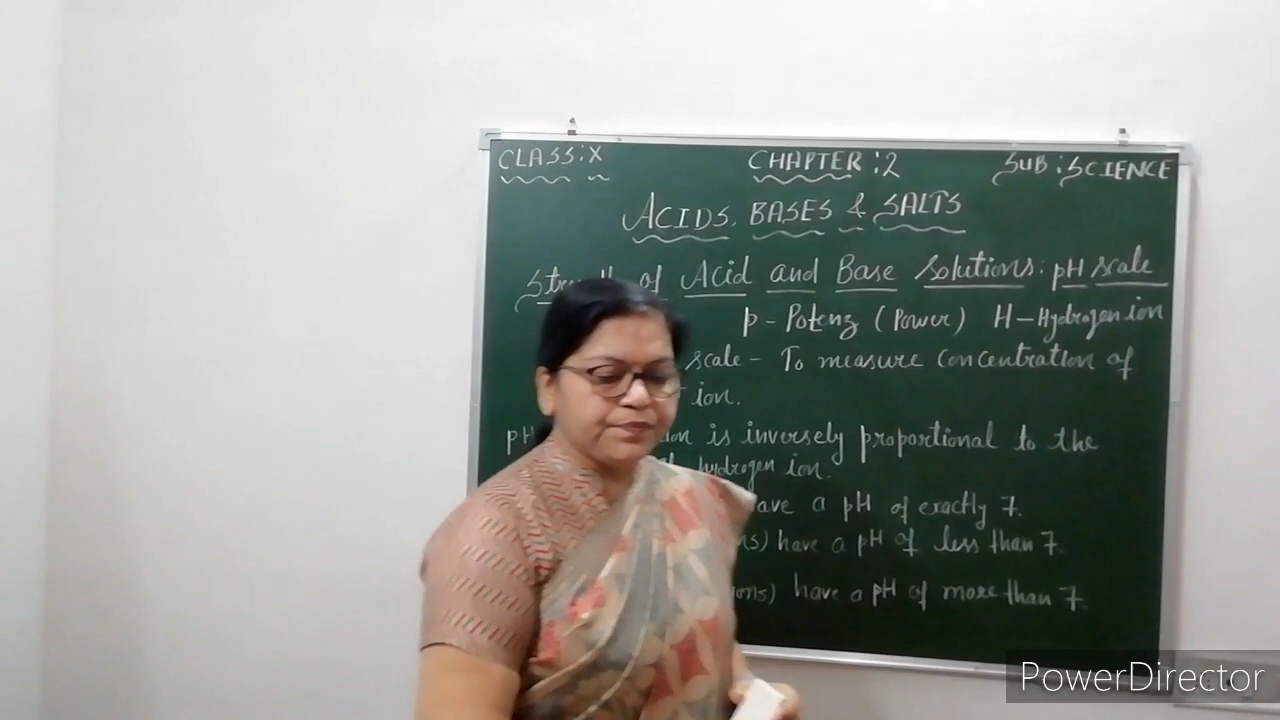 CLASS: X CHAPTER: 2 SUB: SCIENCE
ACIDS, BASES & SALTS
of Acid and Base Solutions: pH scale
p - Potenz (Power) H - Hydrogen ion
scale - To measure concentration of
ion.
pH is inversely proportional to the
hydrogen ion.
have a pH of exactly 7.
have a pH of less than 7.
have a pH of more than 7.
PowerDirector